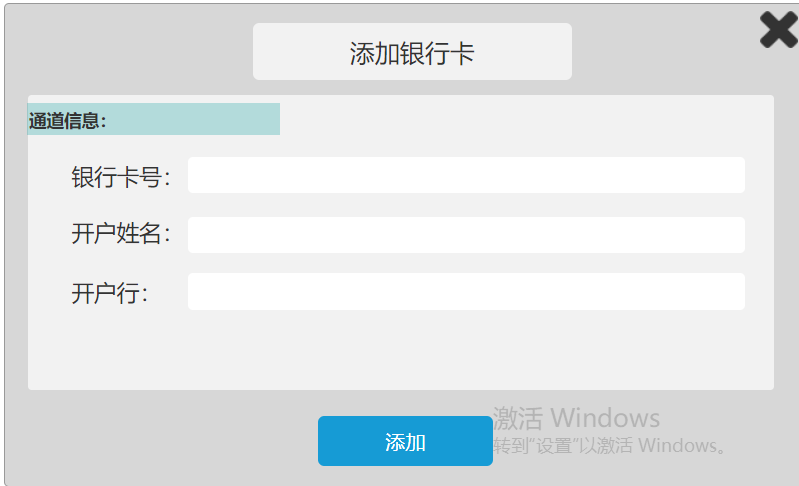 添加银行卡
通道信息：
银行卡号：
开户姓名：
开户行：
添加
激活 Windows
转到“设置”以激活 Windows。